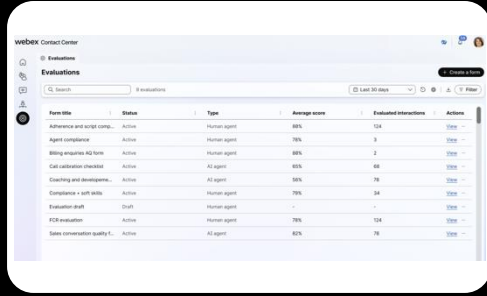 webex Contact Center
Evaluations
Evaluations
+ Create a form
Search
9 evaluations
Last 30 days
Filter
Form title Status Type Average score Evaluated interactions Actions
Adherence and script comp... Active Human agent 88% 124 View
Agent compliance Active Human agent 78% 3 View
Billing enquiries AQ form Active Human agent 68% 2 View
Call calibration checklist Active AI agent 65% 68 View
Coaching and developeme... Active AI agent 50% 76 View
Compliance + soft skills Active Human agent 79% 34 View
Evaluation draft Draft Human agent - - View
FCR evaluation Active Human agent 78% 124 View
Sales conversation quality f... Active AI agent 82% 76 View